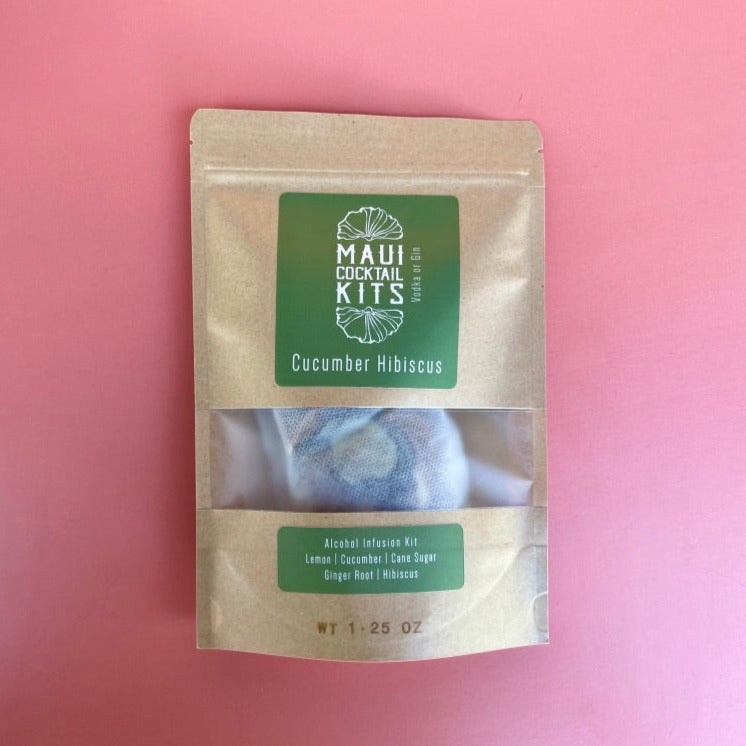 MAUI
COCKTAIL
KITS
Vodka or Gin
Cucumber Hibiscus
Alcohol Infusion Kit
Lemon | Cucumber | Cane Sugar
Ginger Root | Hibiscus
WT 1.25 OZ